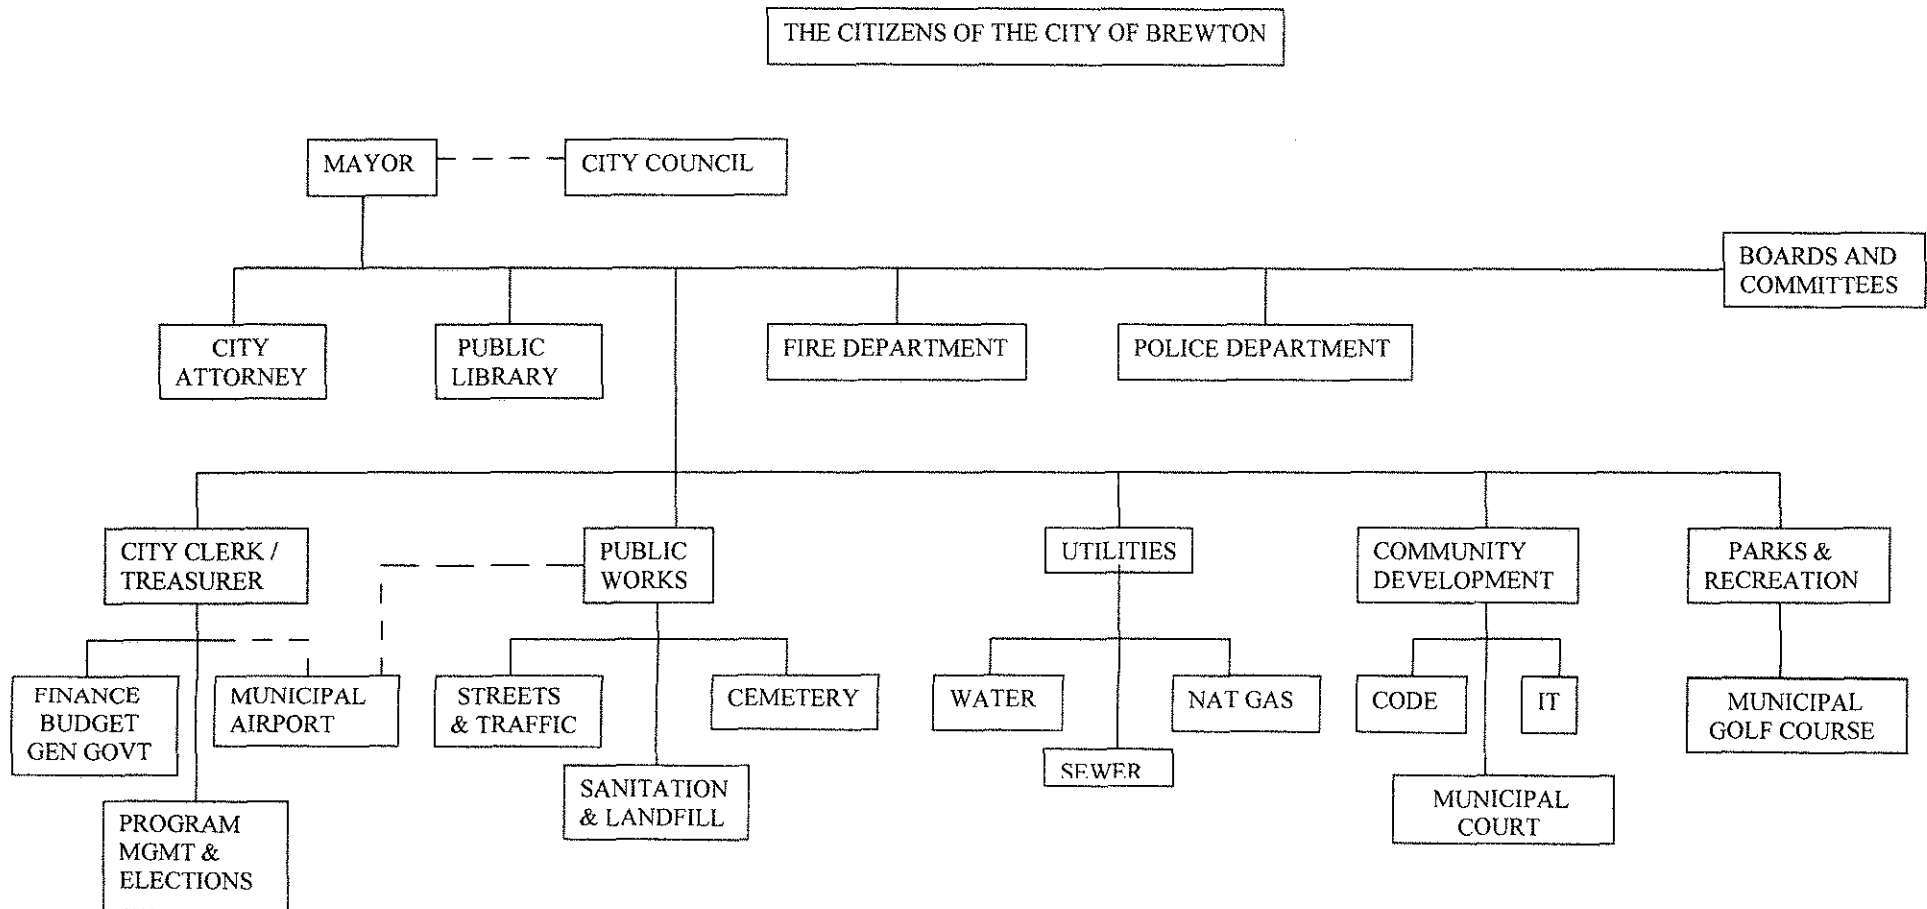 THE CITIZENS OF THE CITY OF BREWTON
MAYOR
CITY COUNCIL
BOARDS AND
COMMITTEES
CITY
ATTORNEY
PUBLIC
LIBRARY
FIRE DEPARTMENT
POLICE DEPARTMENT
CITY CLERK /
TREASURER
PUBLIC
WORKS
UTILITIES
COMMUNITY
DEVELOPMENT
PARKS &
RECREATION
FINANCE
BUDGET
GEN GOVT
MUNICIPAL
AIRPORT
STREETS
& TRAFFIC
CEMETERY
WATER
NAT GAS
CODE
IT
MUNICIPAL
GOLF COURSE
SEWER
SANITATION
& LANDFILL
MUNICIPAL
COURT
PROGRAM
MGMT &
ELECTIONS